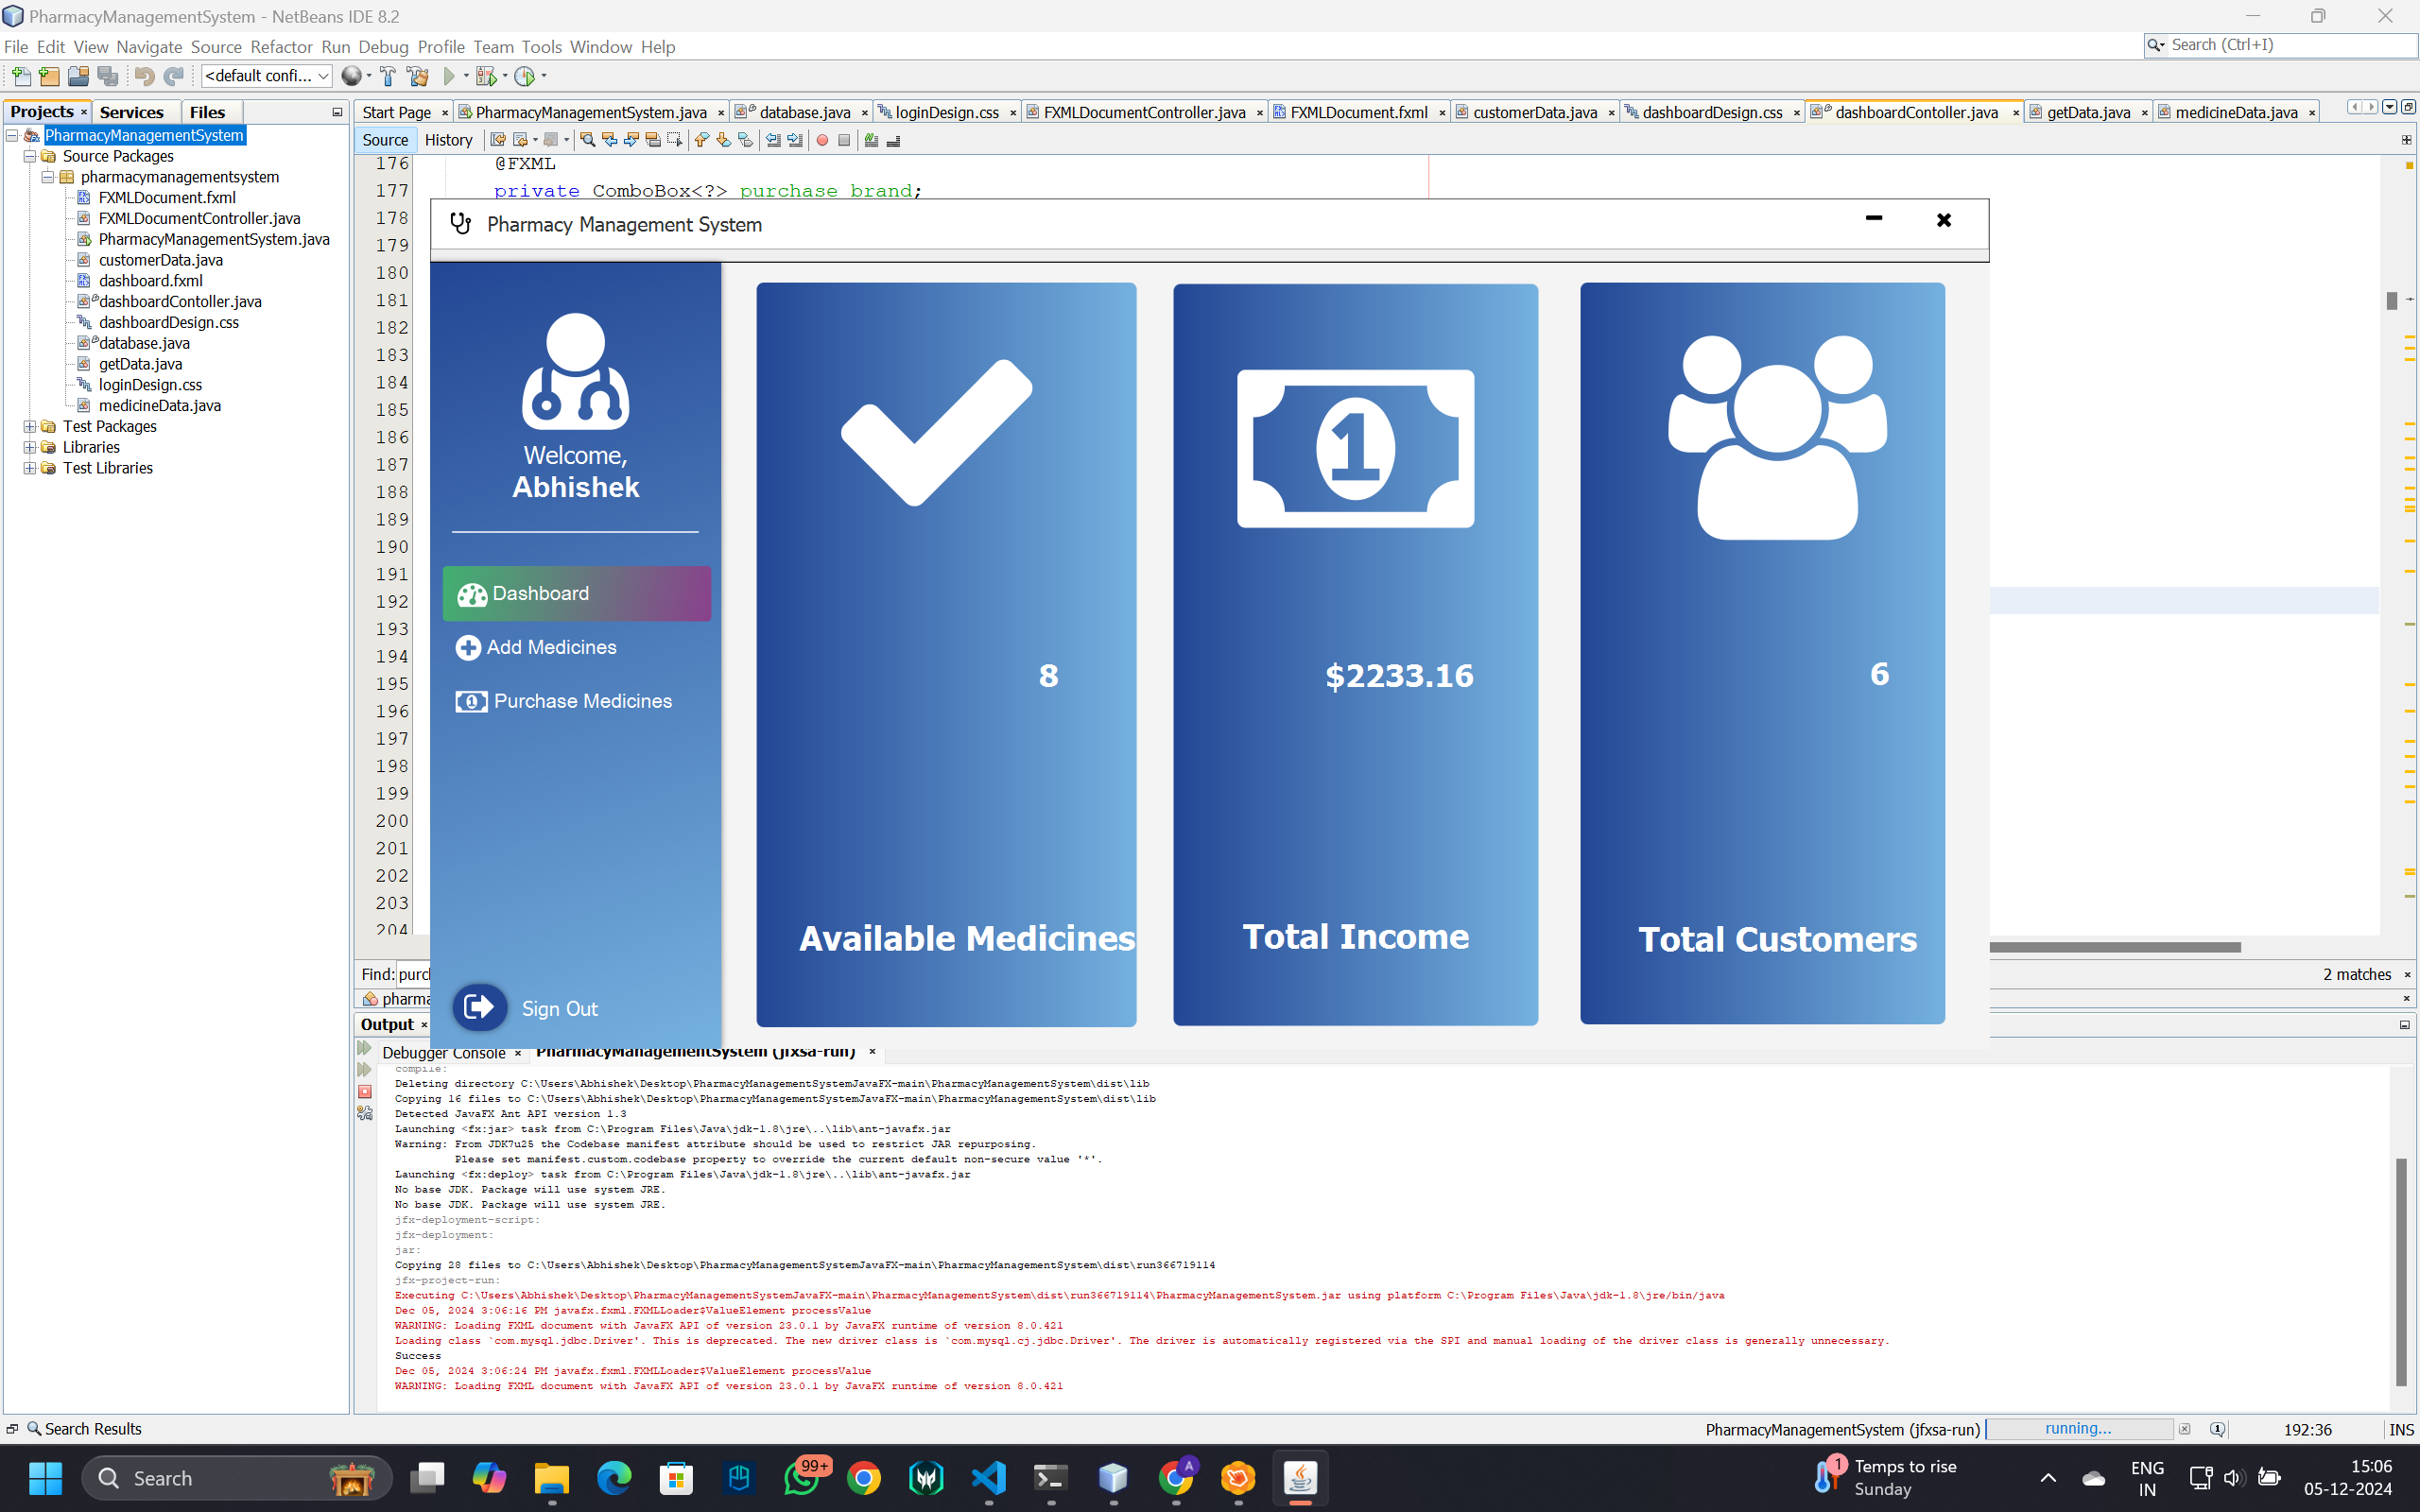 PharmacyManagementSystem - NetBeans IDE 8.2
File Edit View Navigate Source Refactor Run Debug Profile Team Tools Window Help
Search (Ctrl+I)
<default confi...
Projects Services Files
Start Page PharmacyManagementSystem.java database.java loginDesign.css FXMLDocumentController.java FXMLDocument.fxml customerData.java dashboardDesign.css dashboardContoller.java getData.java medicineData.java
Source History
PharmacyManagementSystem
Source Packages
pharmacymanagementsystem
FXMLDocument.fxml
FXMLDocumentController.java
PharmacyManagementSystem.java
customerData.java
dashboard.fxml
dashboardContoller.java
dashboardDesign.css
database.java
getData.java
loginDesign.css
medicineData.java
Test Packages
Libraries
Test Libraries
176 @FXML
177 private ComboBox<?> purchase_brand;
178
179
180
181
182
183
184
185
186
187
188
189
190
191
192
193
194
195
196
197
198
199
200
201
202
203
204
Pharmacy Management System
Welcome,
Abhishek
Dashboard
Add Medicines
Purchase Medicines
Sign Out
8
Available Medicines
1
$2233.16
Total Income
6
Total Customers
Find: purc
2 matches
pharma
Output
Debugger Console PharmacyManagementSystem (jfxsa-run)
compile:
Deleting directory C:\Users\Abhishek\Desktop\PharmacyManagementSystemJavaFX-main\PharmacyManagementSystem\dist\lib
Copying 16 files to C:\Users\Abhishek\Desktop\PharmacyManagementSystemJavaFX-main\PharmacyManagementSystem\dist\lib
Detected JavaFX Ant API version 1.3
Launching <fx:jar> task from C:\Program Files\Java\jdk-1.8\jre\..\lib\ant-javafx.jar
Warning: From JDK7u25 the Codebase manifest attribute should be used to restrict JAR repurposing.
Please set manifest.custom.codebase property to override the current default non-secure value '*'.
Launching <fx:deploy> task from C:\Program Files\Java\jdk-1.8\jre\..\lib\ant-javafx.jar
No base JDK. Package will use system JRE.
No base JDK. Package will use system JRE.
jfx-deployment-script:
jfx-deployment:
jar:
Copying 28 files to C:\Users\Abhishek\Desktop\PharmacyManagementSystemJavaFX-main\PharmacyManagementSystem\dist\run366719114
jfx-project-run:
Executing C:\Users\Abhishek\Desktop\PharmacyManagementSystemJavaFX-main\PharmacyManagementSystem\dist\run366719114\PharmacyManagementSystem.jar using platform C:\Program Files\Java\jdk-1.8\jre/bin/java
Dec 05, 2024 3:06:16 PM javafx.fxml.FXMLLoader$ValueElement processValue
WARNING: Loading FXML document with JavaFX API of version 23.0.1 by JavaFX runtime of version 8.0.421
Loading class `com.mysql.jdbc.Driver'. This is deprecated. The new driver class is `com.mysql.cj.jdbc.Driver'. The driver is automatically registered via the SPI and manual loading of the driver class is generally unnecessary.
Success
Dec 05, 2024 3:06:24 PM javafx.fxml.FXMLLoader$ValueElement processValue
WARNING: Loading FXML document with JavaFX API of version 23.0.1 by JavaFX runtime of version 8.0.421
Search Results
PharmacyManagementSystem (jfxsa-run) running... 192:36 INS
Search
99+
A
1
Temps to rise
Sunday
ENG
IN
15:06
05-12-2024